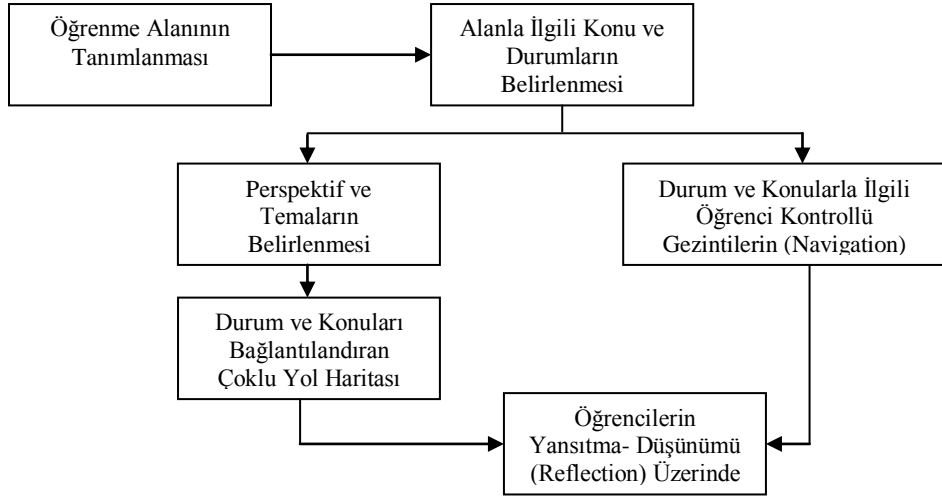 Öğrenme Alanının
Tanımlanması
Alanla İlgili Konu ve
Durumların
Belirlenmesi
Perspektif ve
Temaların
Belirlenmesi
Durum ve Konularla İlgili
Öğrenci Kontrollü
Gezintilerin (Navigation)
Durum ve Konuları
Bağlantılandıran
Çoklu Yol Haritası
Öğrencilerin
Yansıtma- Düşünümü
(Reflection) Üzerinde